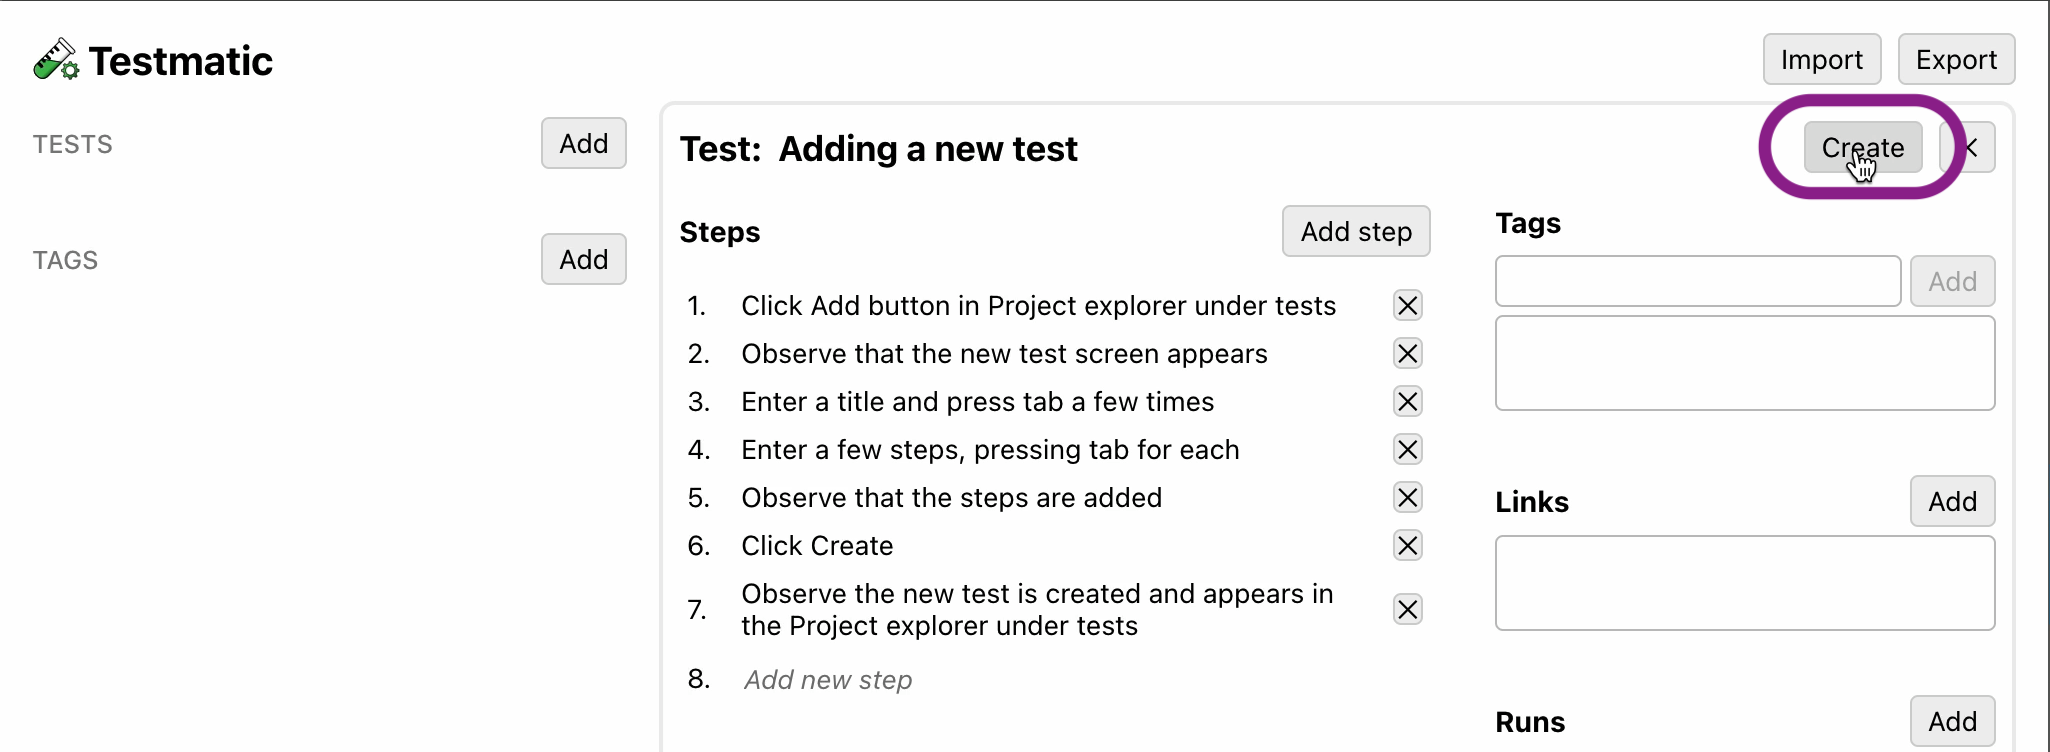 Testmatic
Import
Export
TESTS
Add
TAGS
Add
Test: Adding a new test
Create
Steps
Add step
1. Click Add button in Project explorer under tests
2. Observe that the new test screen appears
3. Enter a title and press tab a few times
4. Enter a few steps, pressing tab for each
5. Observe that the steps are added
6. Click Create
7. Observe the new test is created and appears in
the Project explorer under tests
8. Add new step
Tags
Add
Links
Add
Runs
Add